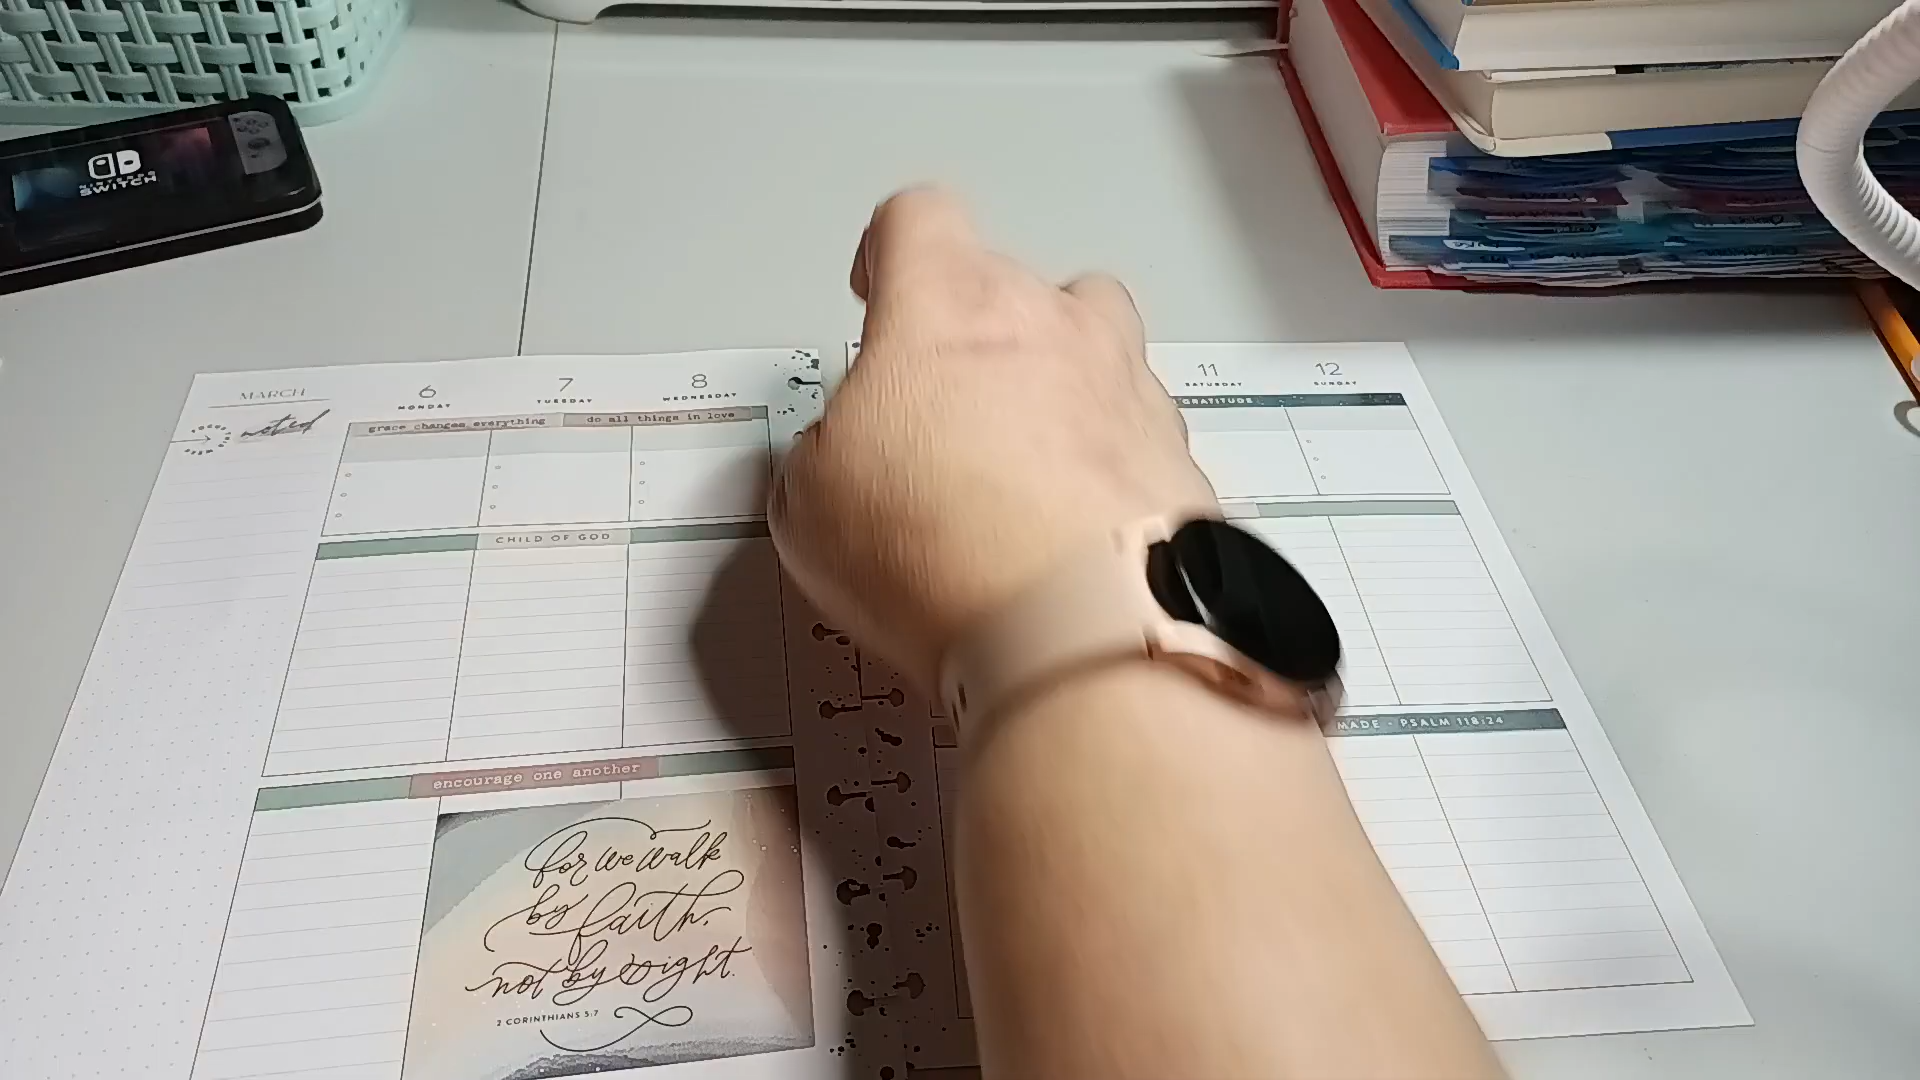 NINTENDO
SWITCH
MARCH
noted
6
MONDAY
7
TUESDAY
8
WEDNESDAY
11
SATURDAY
12
SUNDAY
grace changes everything
do all things in love
GRATITUDE
CHILD OF GOD
MADE - PSALM 118:24
encourage one another
for we walk
by faith,
not by sight.
2 CORINTHIANS 5:7